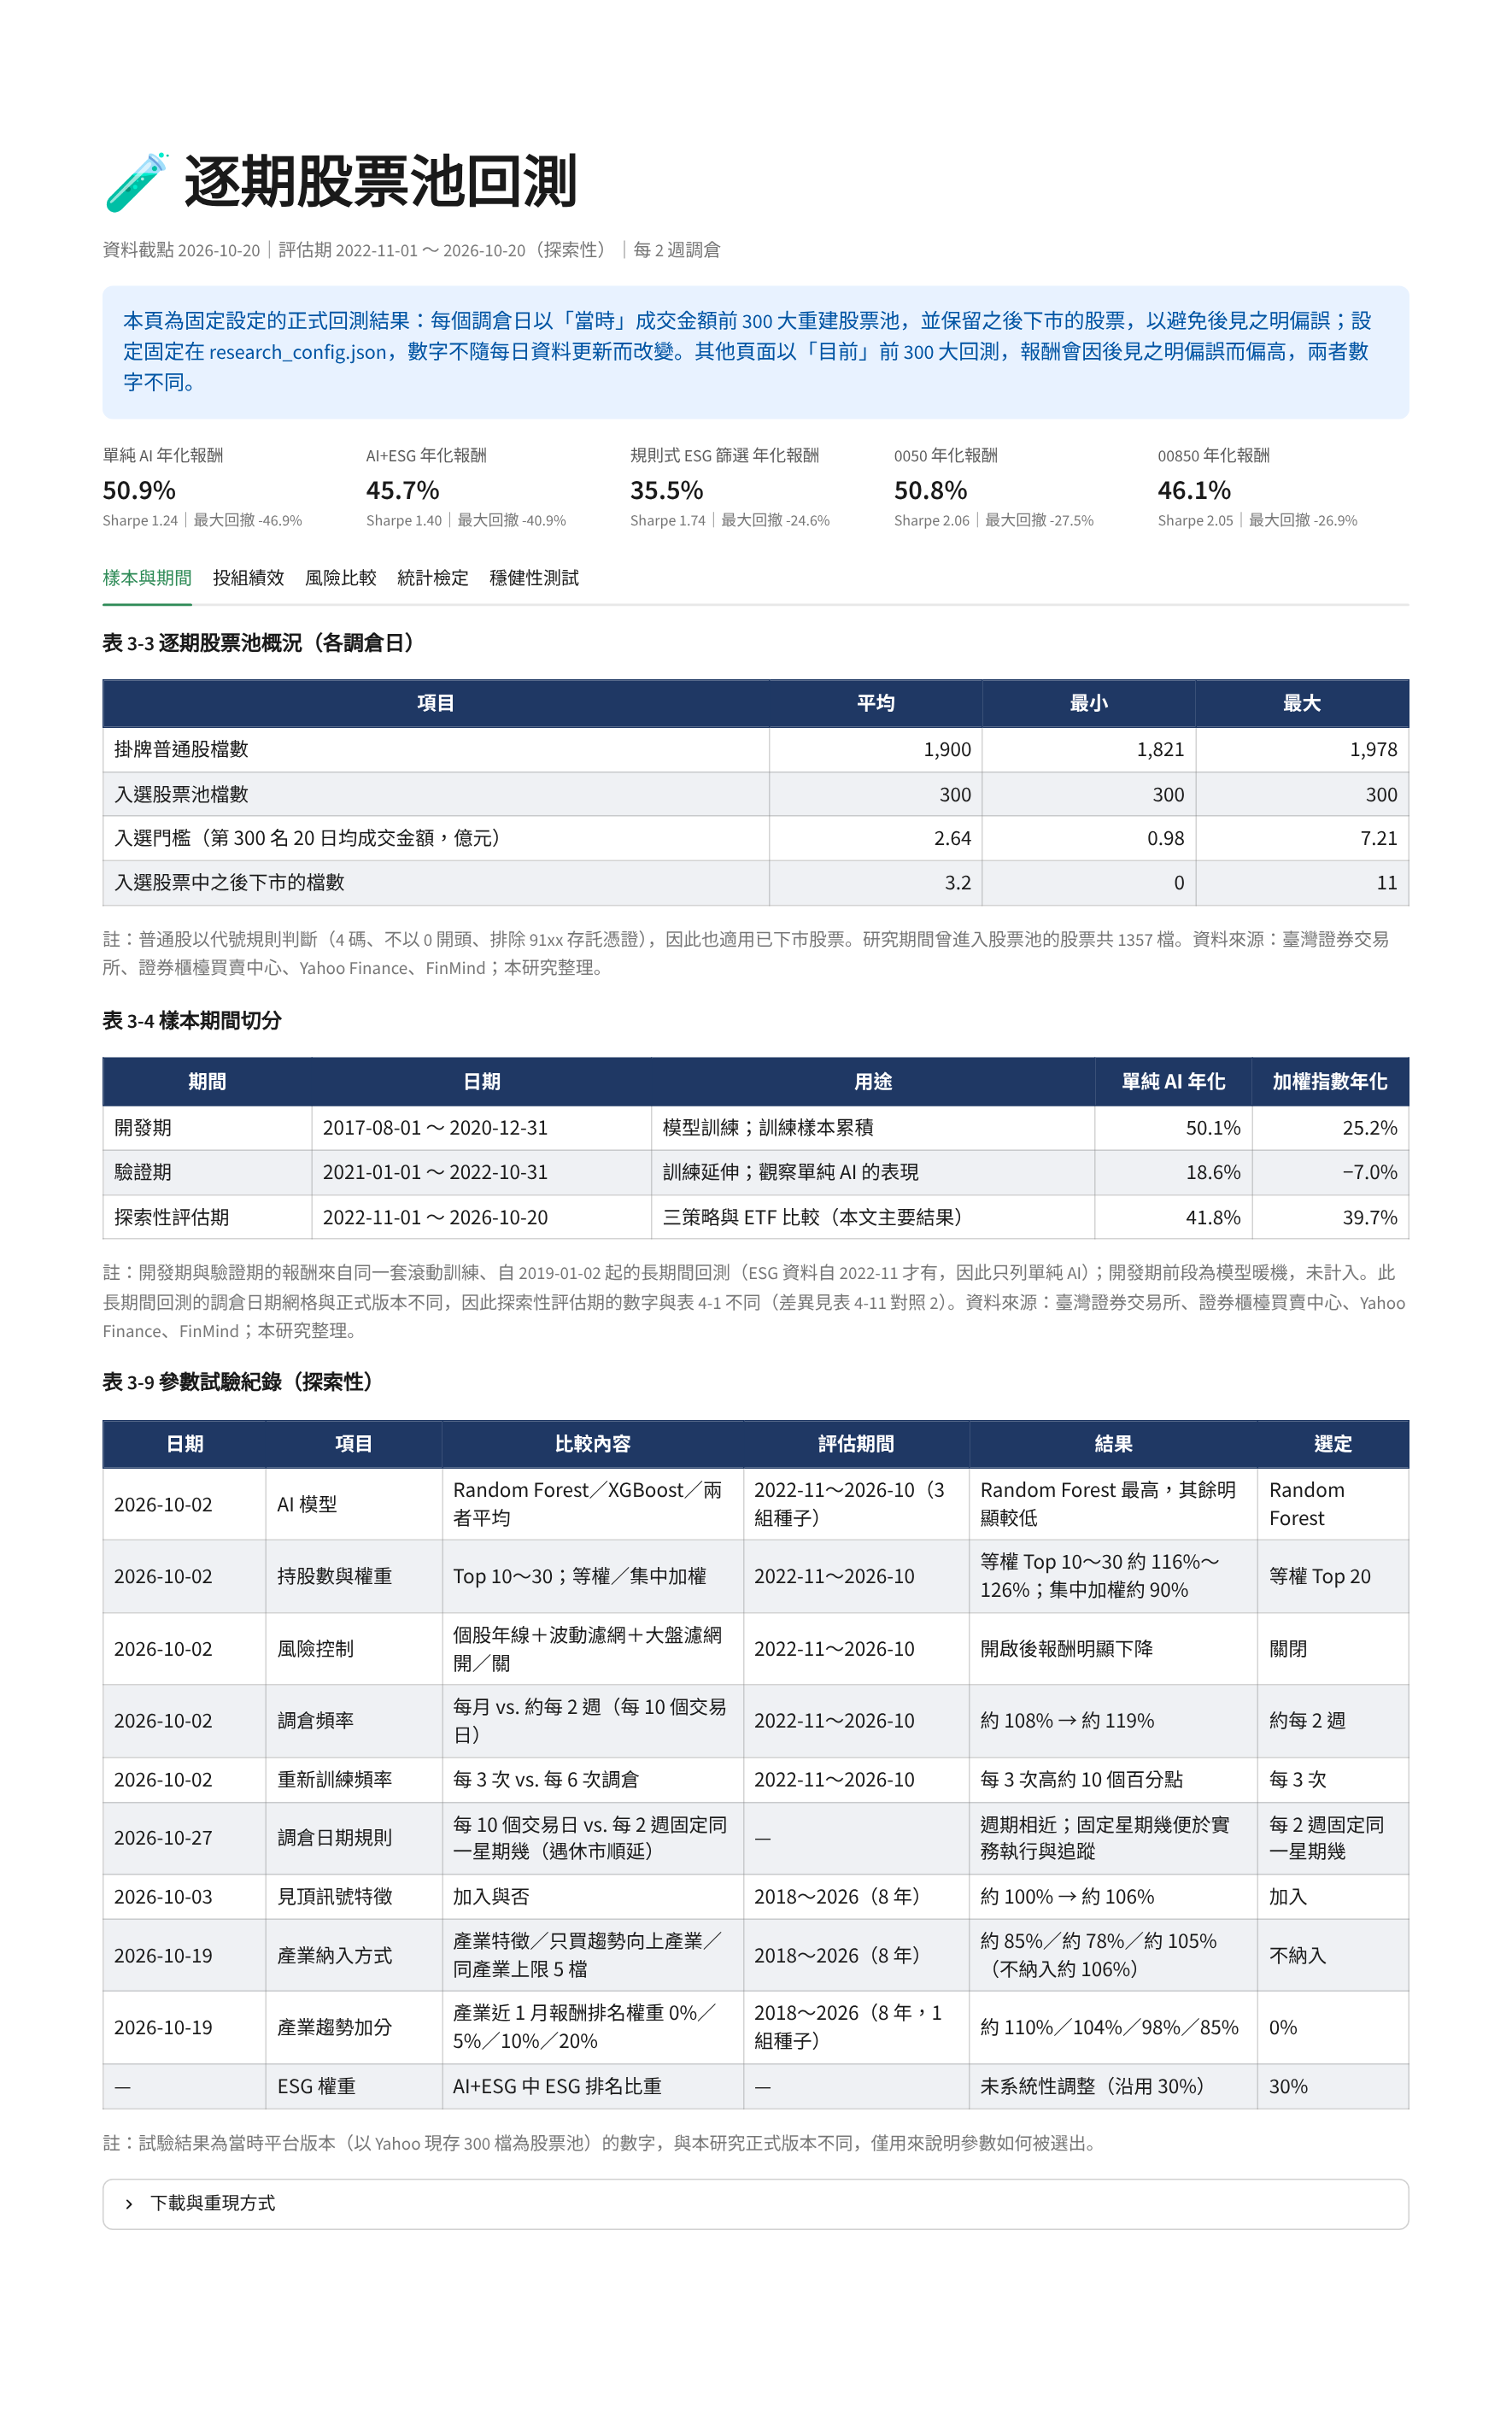 逐期股票池回測
資料截點 2026-10-20｜評估期 2022-11-01 ～ 2026-10-20（探索性）｜每 2 週調倉
本頁為固定設定的正式回測結果：每個調倉日以「當時」成交金額前 300 大重建股票池，並保留之後下市的股票，以避免後見之明偏誤；設
定固定在 research_config.json，數字不隨每日資料更新而改變。其他頁面以「目前」前 300 大回測，報酬會因後見之明偏誤而偏高，兩者數
字不同。
單純 AI 年化報酬
50.9%
Sharpe 1.24｜最大回撤 -46.9%
AI+ESG 年化報酬
45.7%
Sharpe 1.40｜最大回撤 -40.9%
規則式 ESG 篩選 年化報酬
35.5%
Sharpe 1.74｜最大回撤 -24.6%
0050 年化報酬
50.8%
Sharpe 2.06｜最大回撤 -27.5%
00850 年化報酬
46.1%
Sharpe 2.05｜最大回撤 -26.9%
樣本與期間 投組績效 風險比較 統計檢定 穩健性測試
表 3-3 逐期股票池概況（各調倉日）
項目 平均 最小 最大
掛牌普通股檔數 1,900 1,821 1,978
入選股票池檔數 300 300 300
入選門檻（第 300 名 20 日均成交金額，億元） 2.64 0.98 7.21
入選股票中之後下市的檔數 3.2 0 11
註：普通股以代號規則判斷（4 碼、不以 0 開頭、排除 91xx 存託憑證），因此也適用已下市股票。研究期間曾進入股票池的股票共 1357 檔。資料來源：臺灣證券交易
所、證券櫃檯買賣中心、Yahoo Finance、FinMind；本研究整理。
表 3-4 樣本期間切分
期間 日期 用途 單純 AI 年化 加權指數年化
開發期 2017-08-01 ～ 2020-12-31 模型訓練；訓練樣本累積 50.1% 25.2%
驗證期 2021-01-01 ～ 2022-10-31 訓練延伸；觀察單純 AI 的表現 18.6% −7.0%
探索性評估期 2022-11-01 ～ 2026-10-20 三策略與 ETF 比較（本文主要結果） 41.8% 39.7%
註：開發期與驗證期的報酬來自同一套滾動訓練、自 2019-01-02 起的長期間回測（ESG 資料自 2022-11 才有，因此只列單純 AI）；開發期前段為模型暖機，未計入。此
長期間回測的調倉日期網格與正式版本不同，因此探索性評估期的數字與表 4-1 不同（差異見表 4-11 對照 2）。資料來源：臺灣證券交易所、證券櫃檯買賣中心、Yahoo
Finance、FinMind；本研究整理。
表 3-9 參數試驗紀錄（探索性）
日期 項目 比較內容 評估期間 結果 選定
2026-10-02 AI 模型 Random Forest／XGBoost／兩
者平均 2022-11～2026-10（3
組種子） Random Forest 最高，其餘明
顯較低 Random
Forest
2026-10-02 持股數與權重 Top 10～30；等權／集中加權 2022-11～2026-10 等權 Top 10～30 約 116%～
126%；集中加權約 90% 等權 Top 20
2026-10-02 風險控制 個股年線＋波動濾網＋大盤濾網
開／關 2022-11～2026-10 開啟後報酬明顯下降 關閉
2026-10-02 調倉頻率 每月 vs. 約每 2 週（每 10 個交易
日） 2022-11～2026-10 約 108% → 約 119% 約每 2 週
2026-10-02 重新訓練頻率 每 3 次 vs. 每 6 次調倉 2022-11～2026-10 每 3 次高約 10 個百分點 每 3 次
2026-10-27 調倉日期規則 每 10 個交易日 vs. 每 2 週固定同
一星期幾（遇休市順延） — 週期相近；固定星期幾便於實
務執行與追蹤 每 2 週固定同
一星期幾
2026-10-03 見頂訊號特徵 加入與否 2018～2026（8 年） 約 100% → 約 106% 加入
2026-10-19 產業納入方式 產業特徵／只買趨勢向上產業／
同產業上限 5 檔 2018～2026（8 年） 約 85%／約 78%／約 105%
（不納入約 106%） 不納入
2026-10-19 產業趨勢加分 產業近 1 月報酬排名權重 0%／
5%／10%／20% 2018～2026（8 年，1
組種子） 約 110%／104%／98%／85% 0%
— ESG 權重 AI+ESG 中 ESG 排名比重 — 未系統性調整（沿用 30%） 30%
註：試驗結果為當時平台版本（以 Yahoo 現存 300 檔為股票池）的數字，與本研究正式版本不同，僅用來說明參數如何被選出。
下載與重現方式